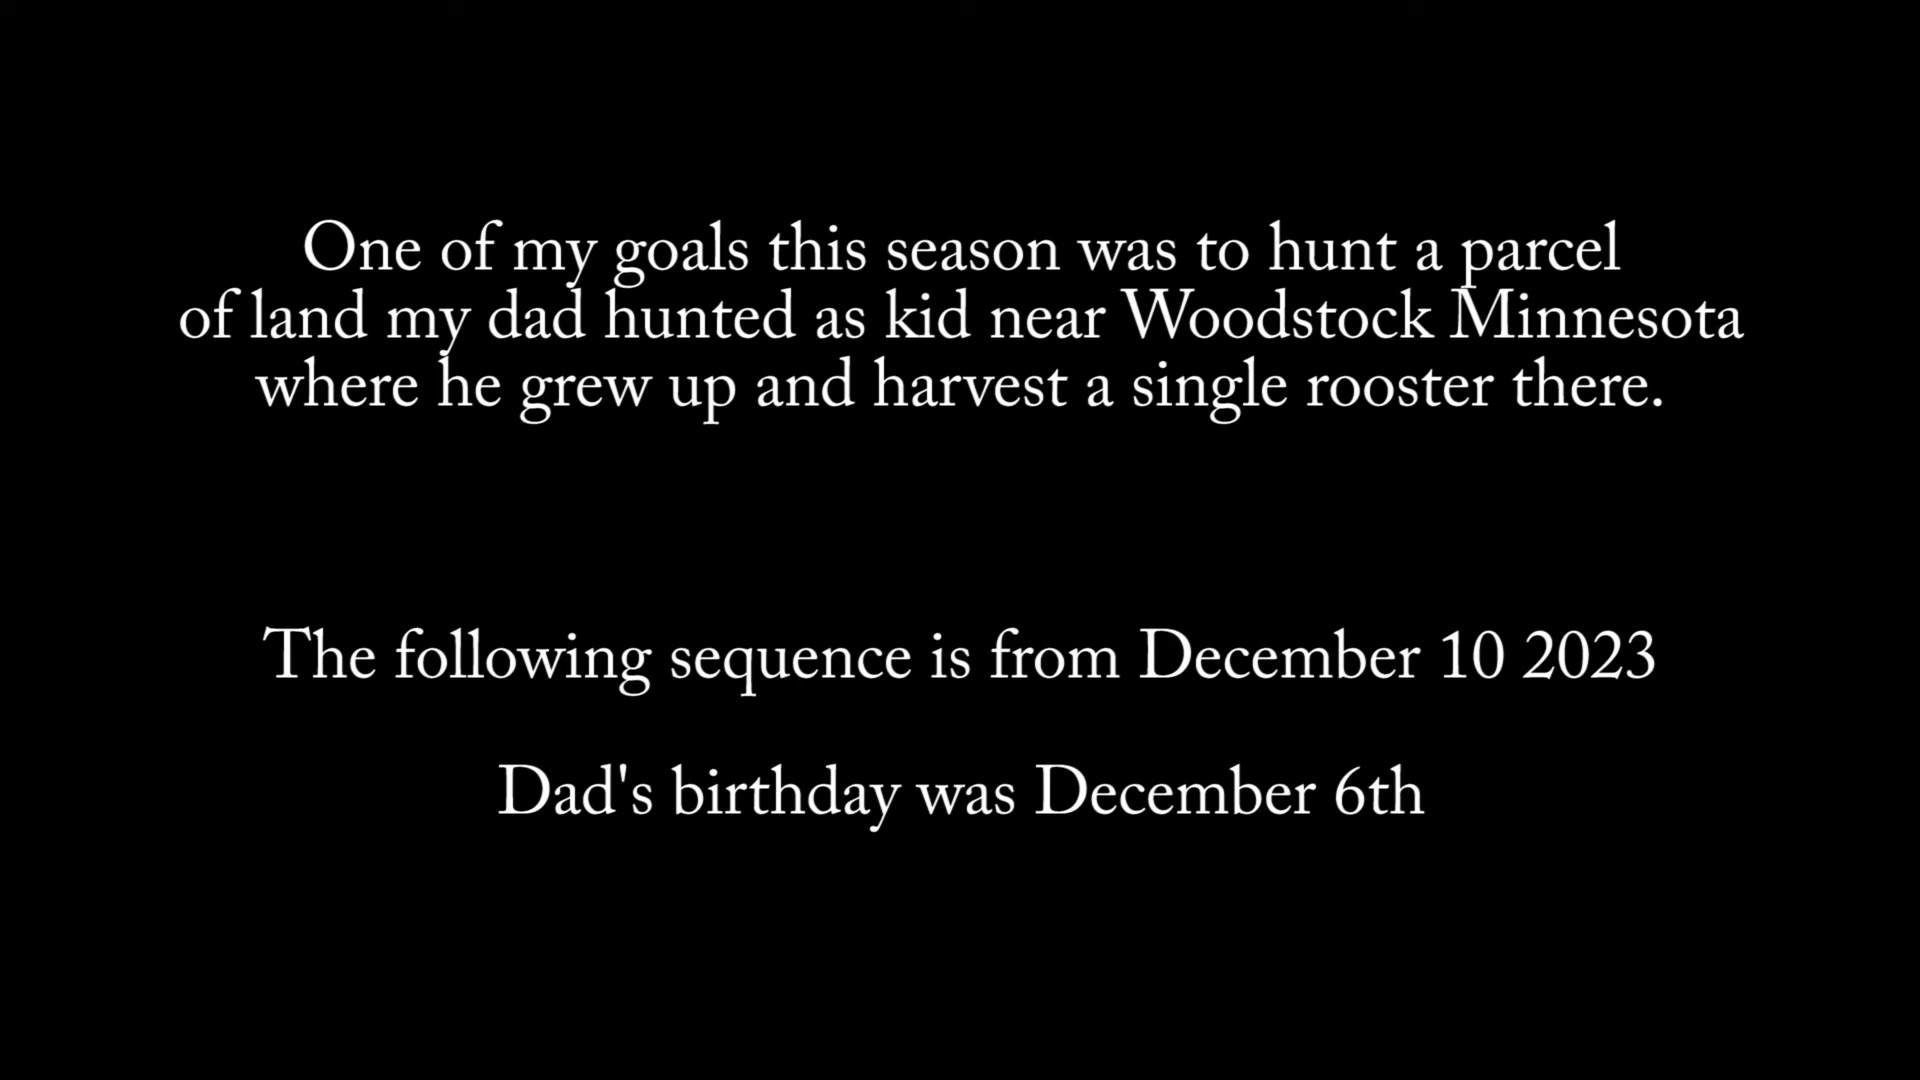 One of my goals this season was to hunt a parcel
of land my dad hunted as kid near Woodstock Minnesota
where he grew up and harvest a single rooster there.
The following sequence is from December 10 2023
Dad's birthday was December 6th